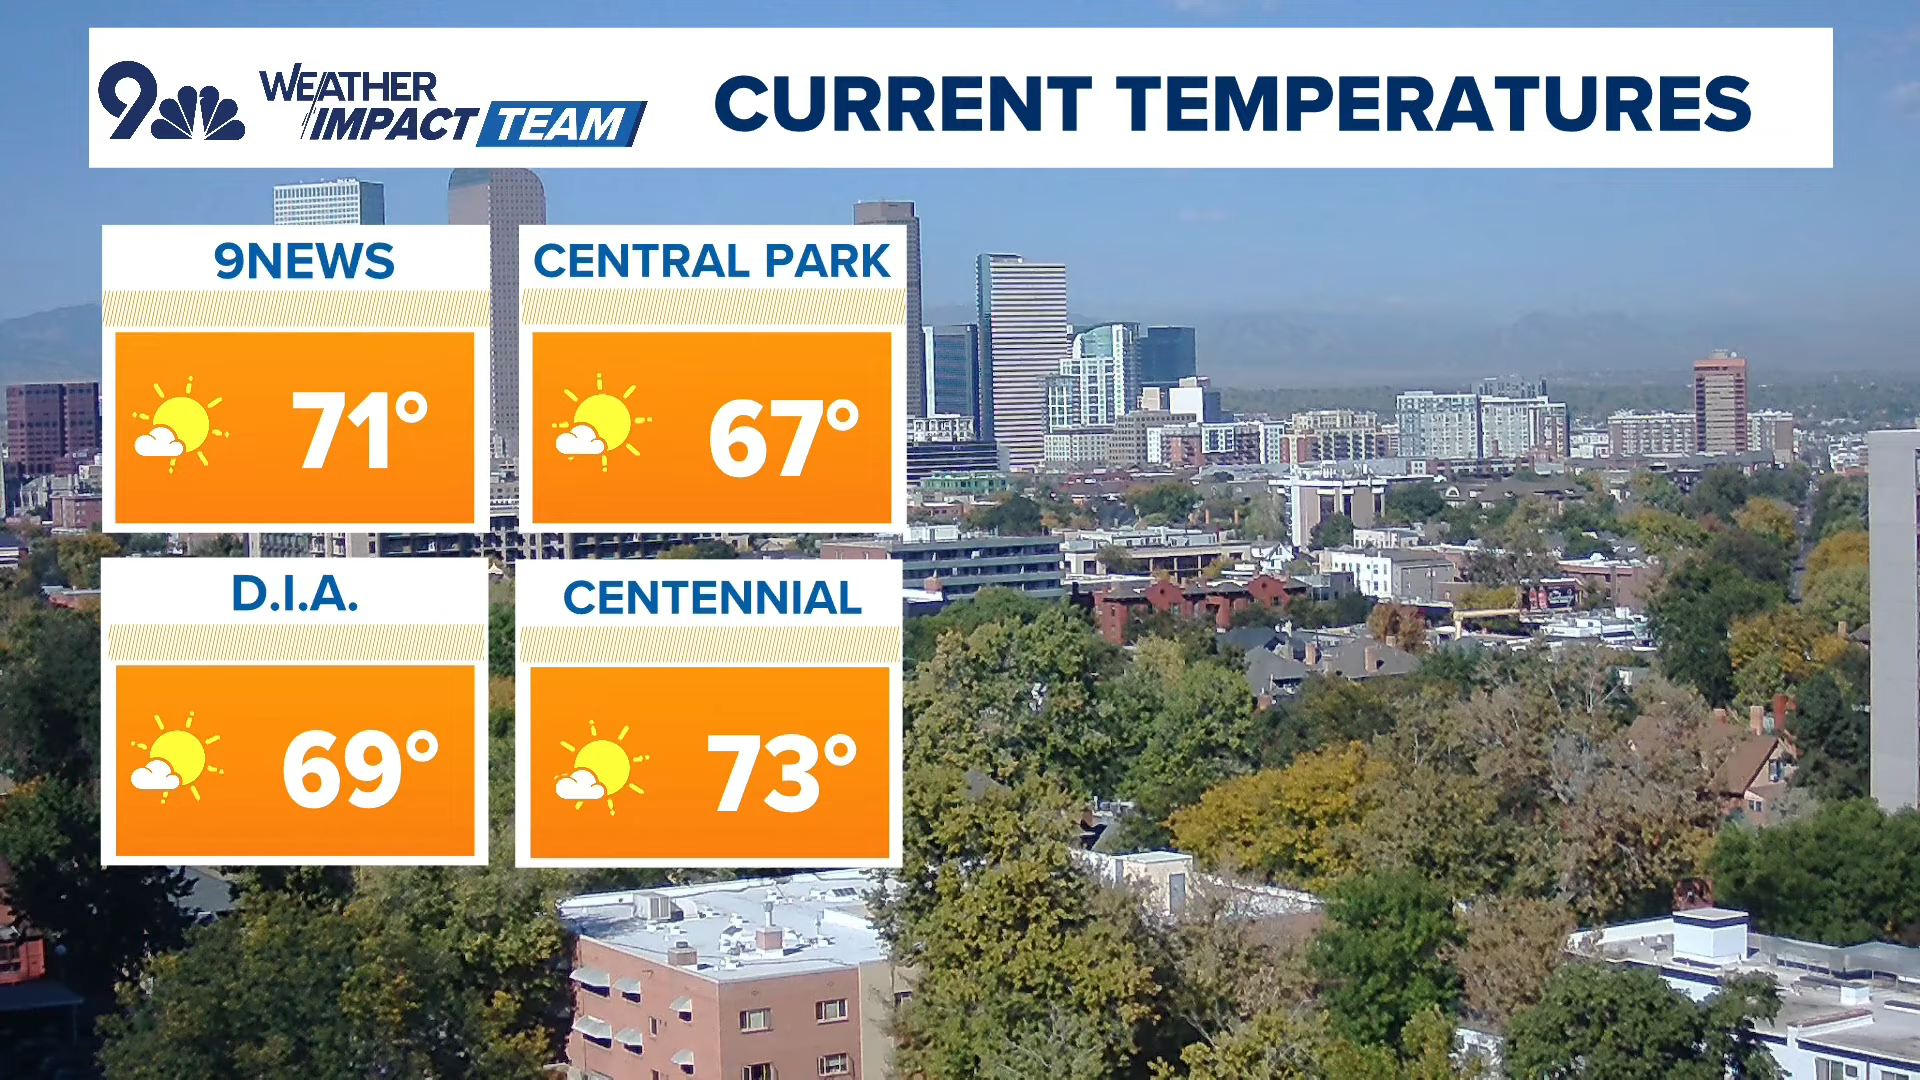 9 WEATHER IMPACT TEAM
CURRENT TEMPERATURES
9NEWS
71°
CENTRAL PARK
67°
D.I.A.
69°
CENTENNIAL
73°